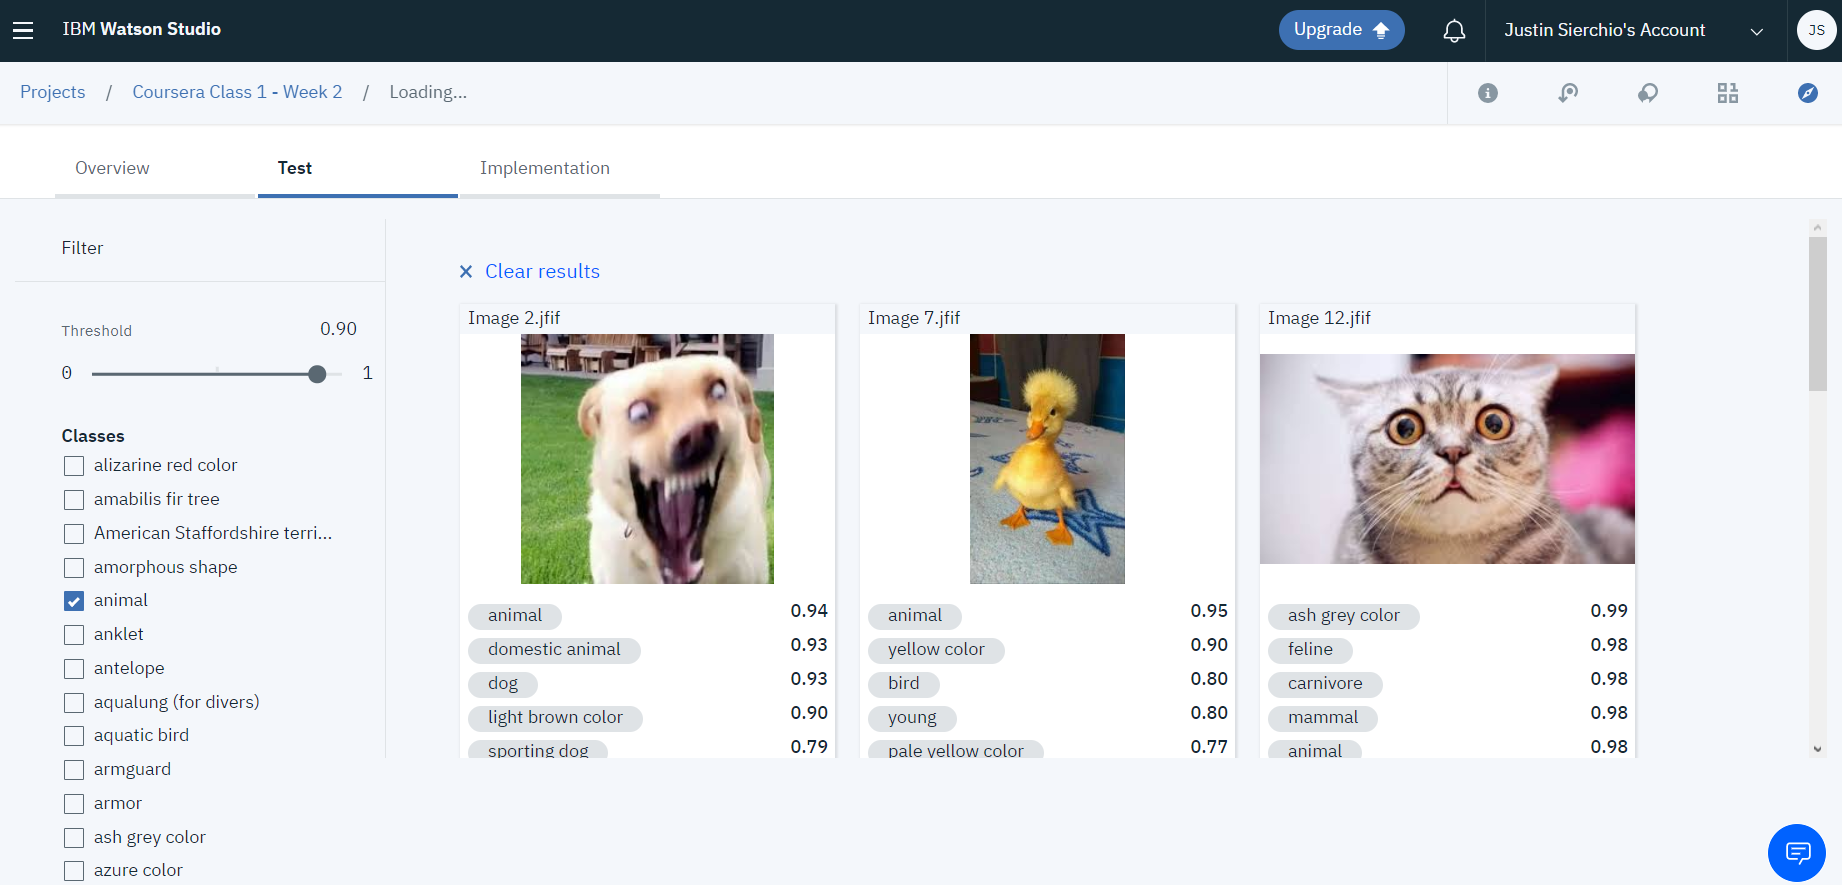 IBM Watson Studio
Upgrade
Justin Sierchio's Account
JS
Projects / Coursera Class 1 - Week 2 / Loading...
Overview
Test
Implementation
Filter
Threshold 0.90
0 1
Classes
alizarine red color
amabilis fir tree
American Staffordshire terri...
amorphous shape
animal
anklet
antelope
aqualung (for divers)
aquatic bird
armguard
armor
ash grey color
azure color
Clear results
Image 2.jfif
animal 0.94
domestic animal 0.93
dog 0.93
light brown color 0.90
sporting dog 0.79
Image 7.jfif
animal 0.95
yellow color 0.90
bird 0.80
young 0.80
pale yellow color 0.77
Image 12.jfif
ash grey color 0.99
feline 0.98
carnivore 0.98
mammal 0.98
animal 0.98